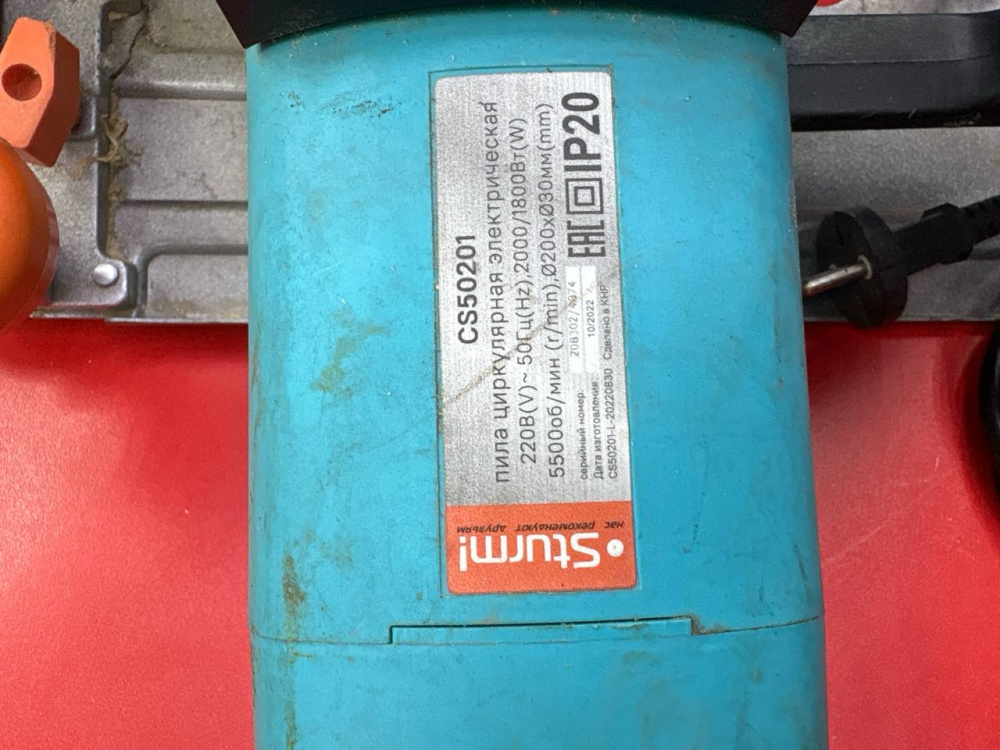 CS50201
пила циркулярная электрическая
220В(V)~ 50Гц(Hz),2000/1800Вт(W)
5500об/мин (r/min),Ø200xØ30мм(mm)
серийный номер:
Дата изготовления: 10/2022
CS50201-L-20220830 Сделано в КНР
EAC IP20
Sturm!
нас рекомендуют друзьям